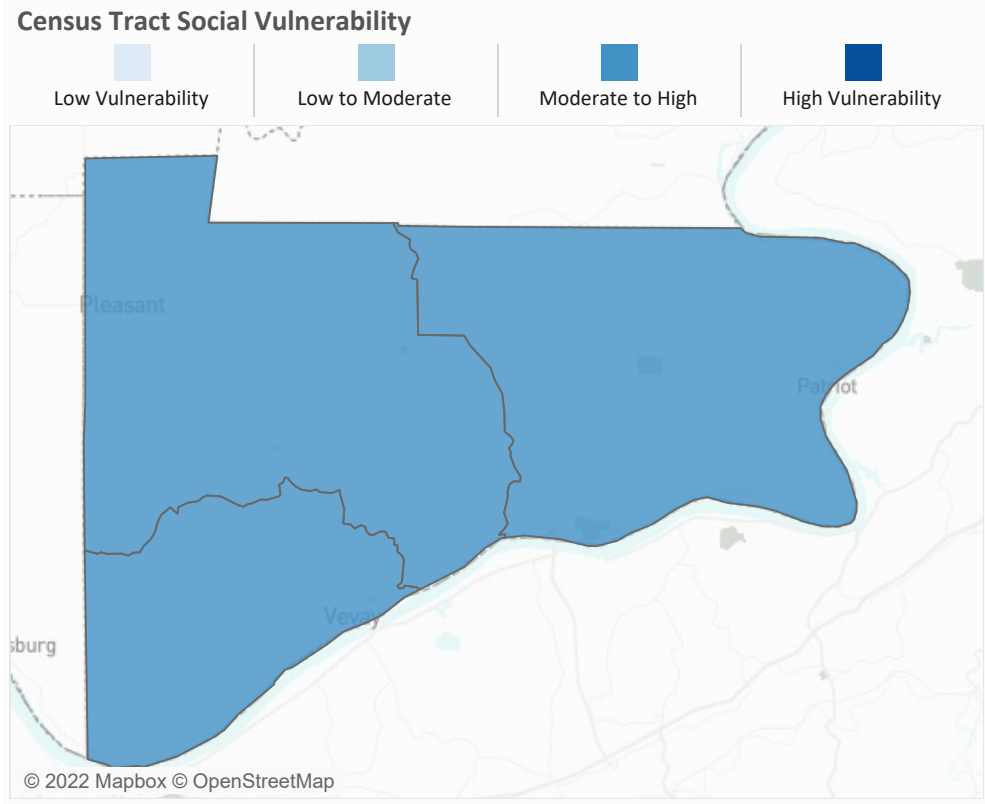 Census Tract Social Vulnerability
Low Vulnerability
Low to Moderate
Moderate to High
High Vulnerability
Pleasant
Patriot
Vevay
sburg
© 2022 Mapbox © OpenStreetMap